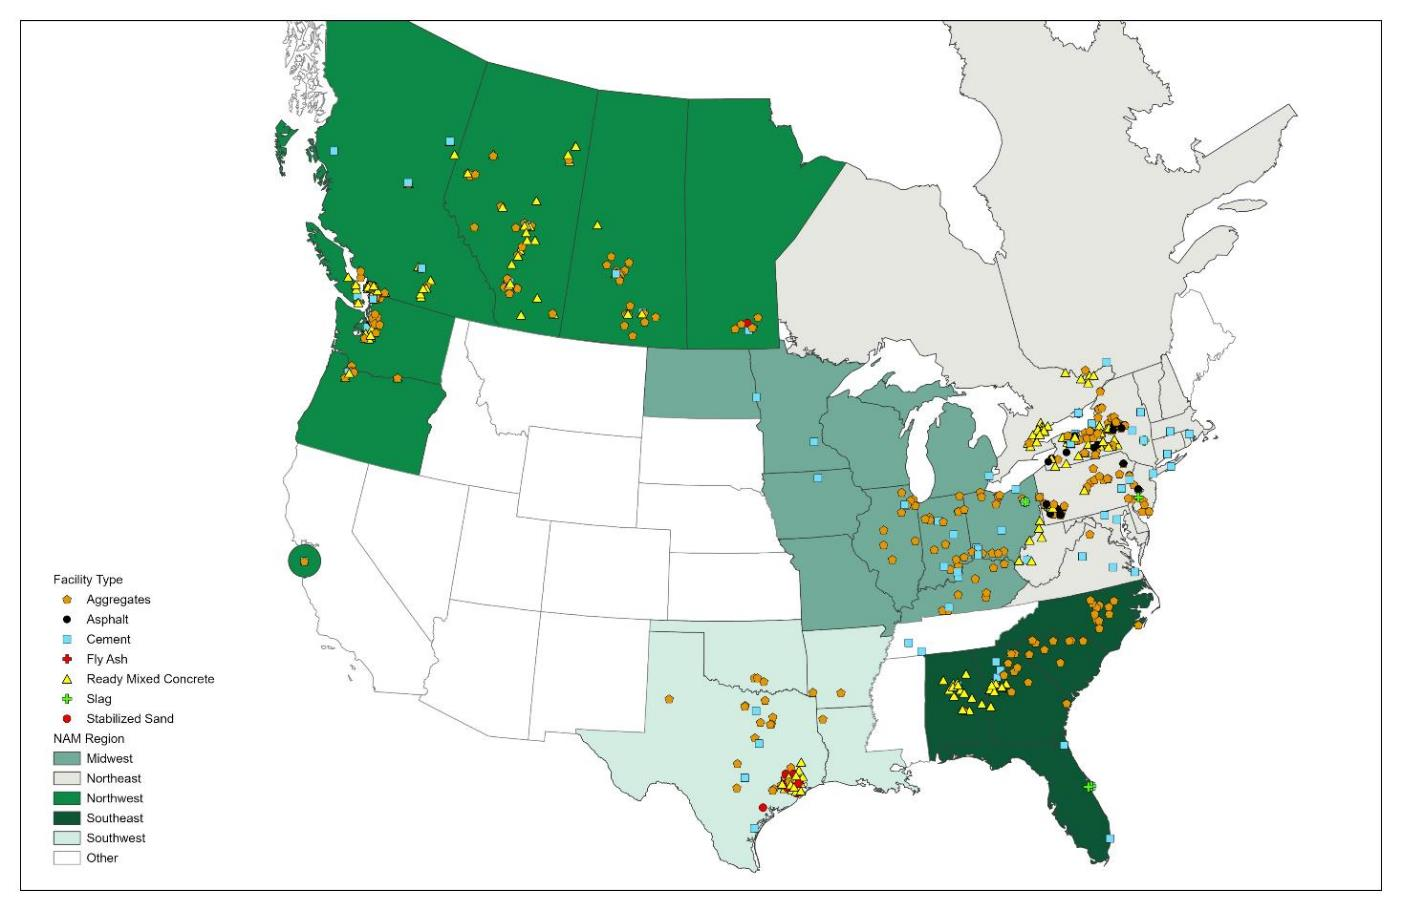 Facility Type
Aggregates
Asphalt
Cement
Fly Ash
Ready Mixed Concrete
Slag
Stabilized Sand
NAM Region
Midwest
Northeast
Northwest
Southeast
Southwest
Other